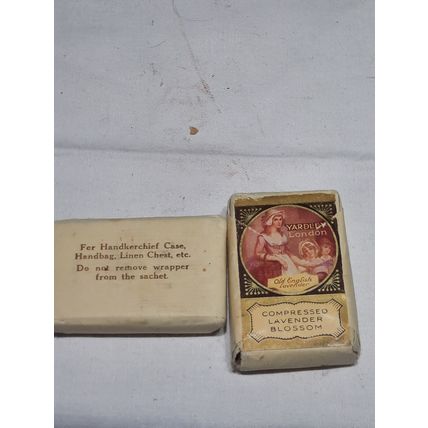 For Handkerchief Case,
Handbag, Linen Chest, etc.
Do not remove wrapper
from the sachet.
YARDLEY
London
Old English
Lavender
COMPRESSED
LAVENDER
BLOSSOM